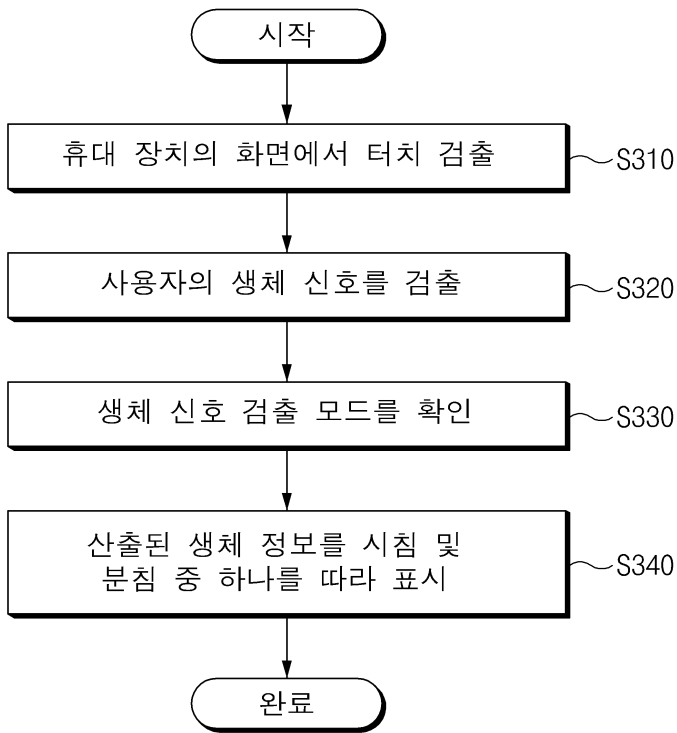 시작
휴대 장치의 화면에서 터치 검출
S310
사용자의 생체 신호를 검출
S320
생체 신호 검출 모드를 확인
S330
산출된 생체 정보를 시침 및
분침 중 하나를 따라 표시
S340
완료